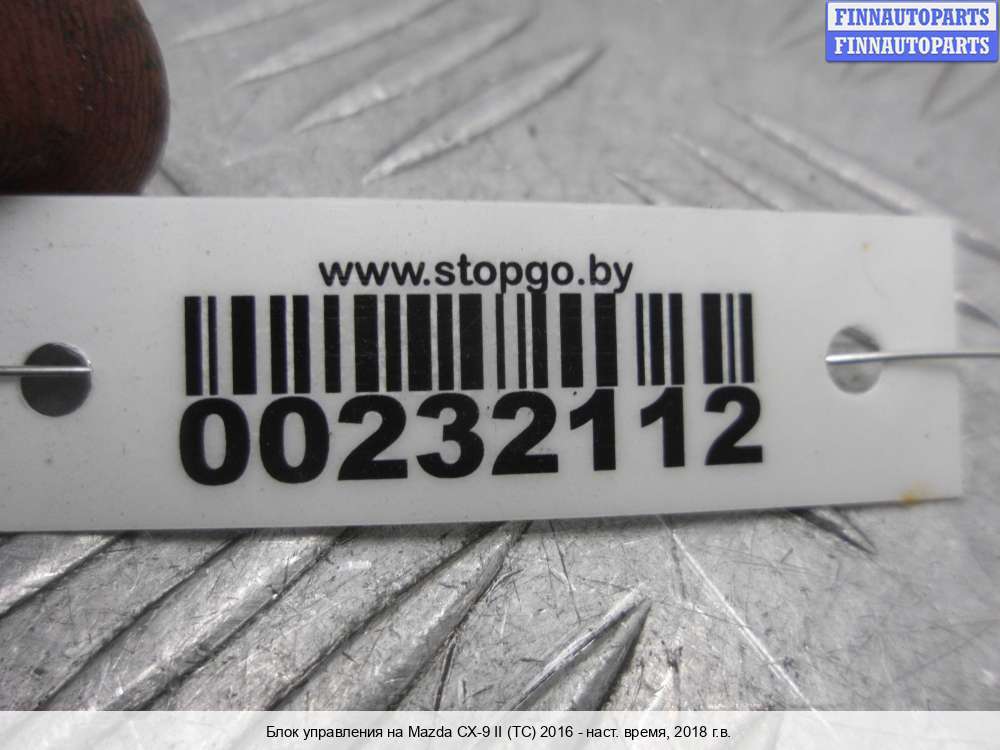 FINNAUTOPARTS
FINNAUTOPARTS
www.stopgo.by
00232112
Блок управления на Mazda CX-9 II (TC) 2016 - наст. время, 2018 г.в.